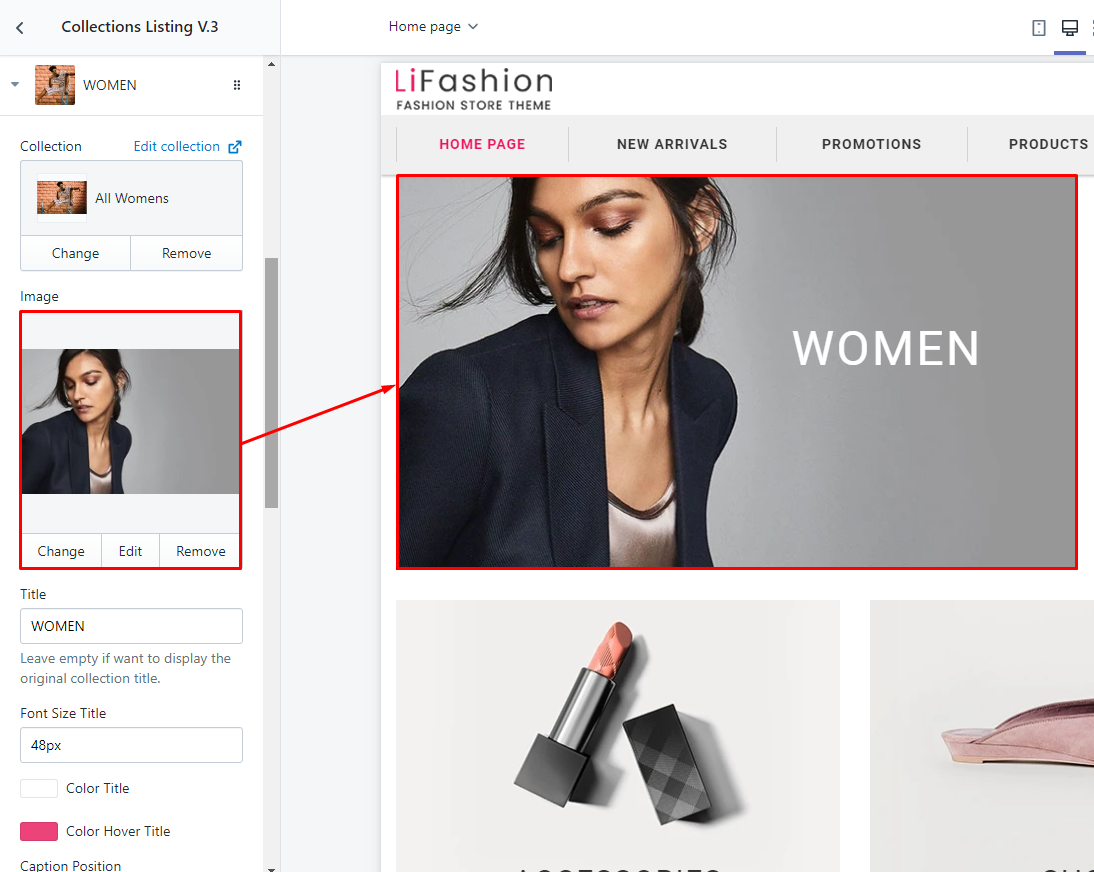 Collections Listing V.3
WOMEN
Collection
Edit collection
All Womens
Change
Remove
Image
Change
Edit
Remove
Title
WOMEN
Leave empty if want to display the
original collection title.
Font Size Title
48px
Color Title
Color Hover Title
Caption Position
Home page
LiFashion
FASHION STORE THEME
HOME PAGE
NEW ARRIVALS
PROMOTIONS
PRODUCTS
WOMEN
ACCESSORIES